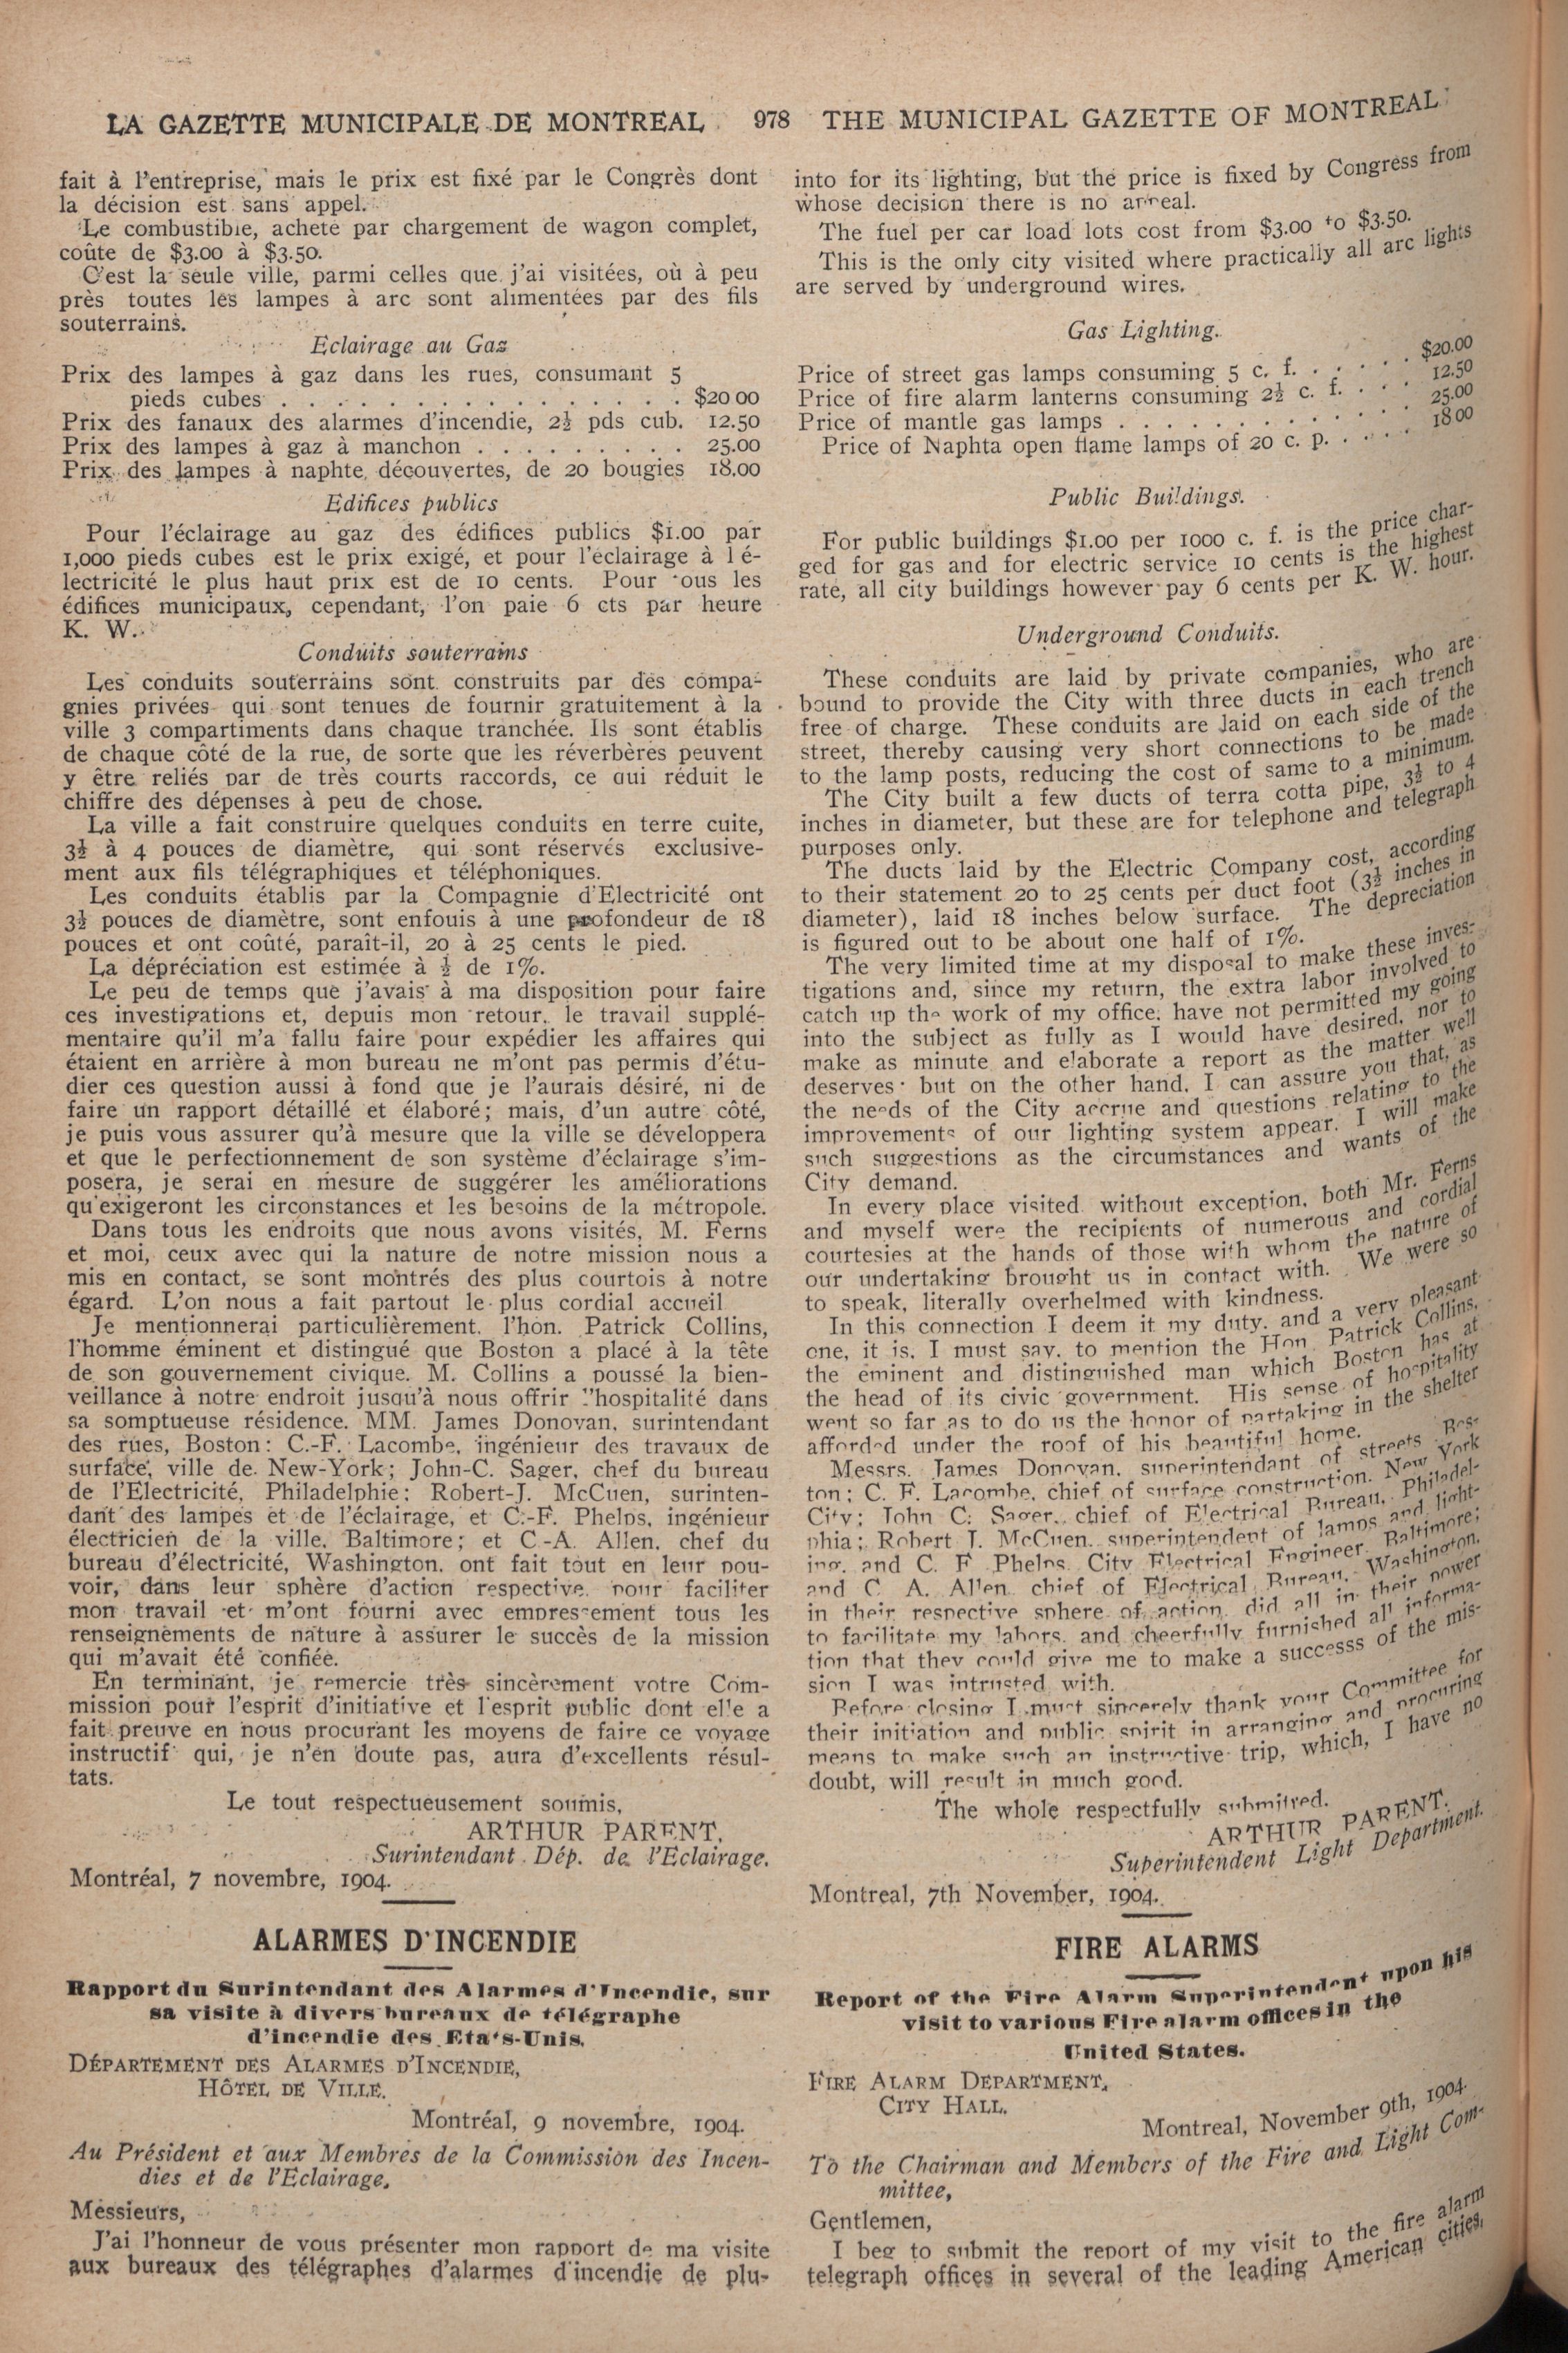 LA GAZETTE MUNICIPALE DE MONTREAL 978 THE MUNICIPAL GAZETTE OF MONTREAL
fait à l'entreprise, mais le prix est fixé par le Congrès dont
la décision est sans appel.
Le combustible, acheté par chargement de wagon complet,
coûte de $3.00 à $3.50.
C'est la seule ville, parmi celles que j'ai visitées, où à peu
près toutes les lampes à arc sont alimentées par des fils
souterrains.
Eclairage au Gaz
Prix des lampes à gaz dans les rues, consumant 5
pieds cubes . . . . . . . . . . . . . . . . $20 00
Prix des fanaux des alarmes d'incendie, 2½ pds cub. 12.50
Prix des lampes à gaz à manchon . . . . . . . . . 25.00
Prix des lampes à naphte, découvertes, de 20 bougies 18.00
Edifices publics
Pour l'éclairage au gaz des édifices publics $1.00 par
1,000 pieds cubes est le prix exigé, et pour l'éclairage à l é-
lectricité le plus haut prix est de 10 cents. Pour tous les
édifices municipaux, cependant, l'on paie 6 cts par heure
K. W.
Conduits souterrains
Les conduits souterrains sont construits par des compa-
gnies privées qui sont tenues de fournir gratuitement à la
ville 3 compartiments dans chaque tranchée. Ils sont établis
de chaque côté de la rue, de sorte que les réverbères peuvent
y être reliés par de très courts raccords, ce qui réduit le
chiffre des dépenses à peu de chose.
La ville a fait construire quelques conduits en terre cuite,
3½ à 4 pouces de diamètre, qui sont réservés exclusive-
ment aux fils télégraphiques et téléphoniques.
Les conduits établis par la Compagnie d'Electricité ont
3½ pouces de diamètre, sont enfouis à une profondeur de 18
pouces et ont coûté, paraît-il, 20 à 25 cents le pied.
La dépréciation est estimée à ½ de 1%.
Le peu de temps que j'avais à ma disposition pour faire
ces investigations et, depuis mon retour, le travail supplé-
mentaire qu'il m'a fallu faire pour expédier les affaires qui
étaient en arrière à mon bureau ne m'ont pas permis d'étu-
dier ces question aussi à fond que je l'aurais désiré, ni de
faire un rapport détaillé et élaboré; mais, d'un autre côté,
je puis vous assurer qu'à mesure que la ville se développera
et que le perfectionnement de son système d'éclairage s'im-
posera, je serai en mesure de suggérer les améliorations
qu'exigeront les circonstances et les besoins de la métropole.
Dans tous les endroits que nous avons visités, M. Ferns
et moi, ceux avec qui la nature de notre mission nous a
mis en contact, se sont montrés des plus courtois à notre
égard. L'on nous a fait partout le plus cordial accueil
Je mentionnerai particulièrement, l'hon. Patrick Collins,
l'homme éminent et distingué que Boston a placé à la tête
de son gouvernement civique. M. Collins a poussé la bien-
veillance à notre endroit jusqu'à nous offrir l'hospitalité dans
sa somptueuse résidence. MM. James Donovan, surintendant
des rues, Boston: C.-F. Lacombe, ingénieur des travaux de
surface, ville de New-York; John-C. Sager, chef du bureau
de l'Electricité, Philadelphie; Robert-J. McCuen, surinten-
dant des lampes et de l'éclairage, et C.-F. Phelps, ingénieur
électricien de la ville, Baltimore; et C.-A. Allen, chef du
bureau d'électricité, Washington, ont fait tout en leur pou-
voir, dans leur sphère d'action respective, pour faciliter
mon travail et m'ont fourni avec empressement tous les
renseignements de nature à assurer le succès de la mission
qui m'avait été confiée.
En terminant, je remercie très sincèrement votre Com-
mission pour l'esprit d'initiative et l'esprit public dont elle a
fait preuve en nous procurant les moyens de faire ce voyage
instructif qui, je n'en doute pas, aura d'excellents résul-
tats.
Le tout respectueusement soumis,
ARTHUR PARENT,
Surintendant Dép. de l'Eclairage.
Montréal, 7 novembre, 1904.
ALARMES D'INCENDIE
Rapport du Surintendant des Alarmes d'Incendie, sur
sa visite à divers bureaux de télégraphe
d'incendie des Etats-Unis.
DÉPARTEMENT DES ALARMES D'INCENDIE,
HÔTEL DE VILLE.
Montréal, 9 novembre, 1904.
Au Président et aux Membres de la Commission des Incen-
dies et de l'Eclairage,
Messieurs,
J'ai l'honneur de vous présenter mon rapport de ma visite
aux bureaux des télégraphes d'alarmes d'incendie de plu-
into for its lighting, but the price is fixed by Congress from
whose decision there is no appeal.
The fuel per car load lots cost from $3.00 to $3.50.
This is the only city visited where practically all arc lights
are served by underground wires.
Gas Lighting.
Price of street gas lamps consuming 5 c. f. . . . . . $20.00
Price of fire alarm lanterns consuming 2½ c. f. . . . 12.50
Price of mantle gas lamps . . . . . . . . . . . . 25.00
Price of Naphta open flame lamps of 20 c. p. . . . . 18 00
Public Buildings.
For public buildings $1.00 per 1000 c. f. is the price char-
ged for gas and for electric service 10 cents is the highest
rate, all city buildings however pay 6 cents per K. W. hour.
Underground Conduits.
These conduits are laid by private companies, who are
bound to provide the City with three ducts in each trench
free of charge. These conduits are laid on each side of the
street, thereby causing very short connections to be made
to the lamp posts, reducing the cost of same to a minimum.
The City built a few ducts of terra cotta pipe, 3½ to 4
inches in diameter, but these are for telephone and telegraph
purposes only.
The ducts laid by the Electric Company cost, according
to their statement 20 to 25 cents per duct foot (3½ inches in
diameter), laid 18 inches below surface. The depreciation
is figured out to be about one half of 1%.
The very limited time at my disposal to make these inves-
tigations and, since my return, the extra labor involved to
catch up the work of my office, have not permitted my going
into the subject as fully as I would have desired, nor to
make as minute and elaborate a report as the matter well
deserves; but on the other hand, I can assure you that, as
the needs of the City accrue and questions relating to the
improvements of our lighting system appear, I will make
such suggestions as the circumstances and wants of the
City demand.
In every place visited without exception, both Mr. Ferns
and myself were the recipients of numerous and cordial
courtesies at the hands of those with whom the nature of
our undertaking brought us in contact with. We were so
to speak, literally overhelmed with kindness.
In this connection I deem it my duty, and a very pleasant
one, it is, I must say, to mention the Hon. Patrick Collins,
the eminent and distinguished man which Boston has at
the head of its civic government. His sense of hospitality
went so far as to do us the honor of partaking in the shelter
afforded under the roof of his beautiful home.
Messrs. James Donovan, superintendant of streets Bos-
ton; C. F. Lacombe, chief of surface construction, New York
City; John C. Sager, chief of Electrical Bureau, Philadel-
phia; Robert J. McCuen, superintendent of lamps and light-
ing, and C. F Phelps City Electrical Engineer, Baltimore;
and C. A. Allen chief of Electrical Bureau, Washington,
in their respective sphere of action, did all in their power
to facilitate my labors, and cheerfully furnished all informa-
tion that they could give me to make a successs of the mis-
sion I was intrusted with.
Before closing I must sincerely thank your Committee for
their initiation and public spirit in arranging and procuring
means to make such an instructive trip, which, I have no
doubt, will result in much good.
The whole respectfully submitted.
ARTHUR PARENT.
Superintendent Light Department.
Montreal, 7th November, 1904.
FIRE ALARMS
Report of the Fire Alarm Superintendent upon his
visit to various Fire alarm offices in the
United States.
FIRE ALARM DEPARTMENT,
CITY HALL,
Montreal, November 9th, 1904.
To the Chairman and Members of the Fire and Light Com-
mittee,
Gentlemen,
I beg to submit the report of my visit to the fire alarm
telegraph offices in several of the leading American cities,